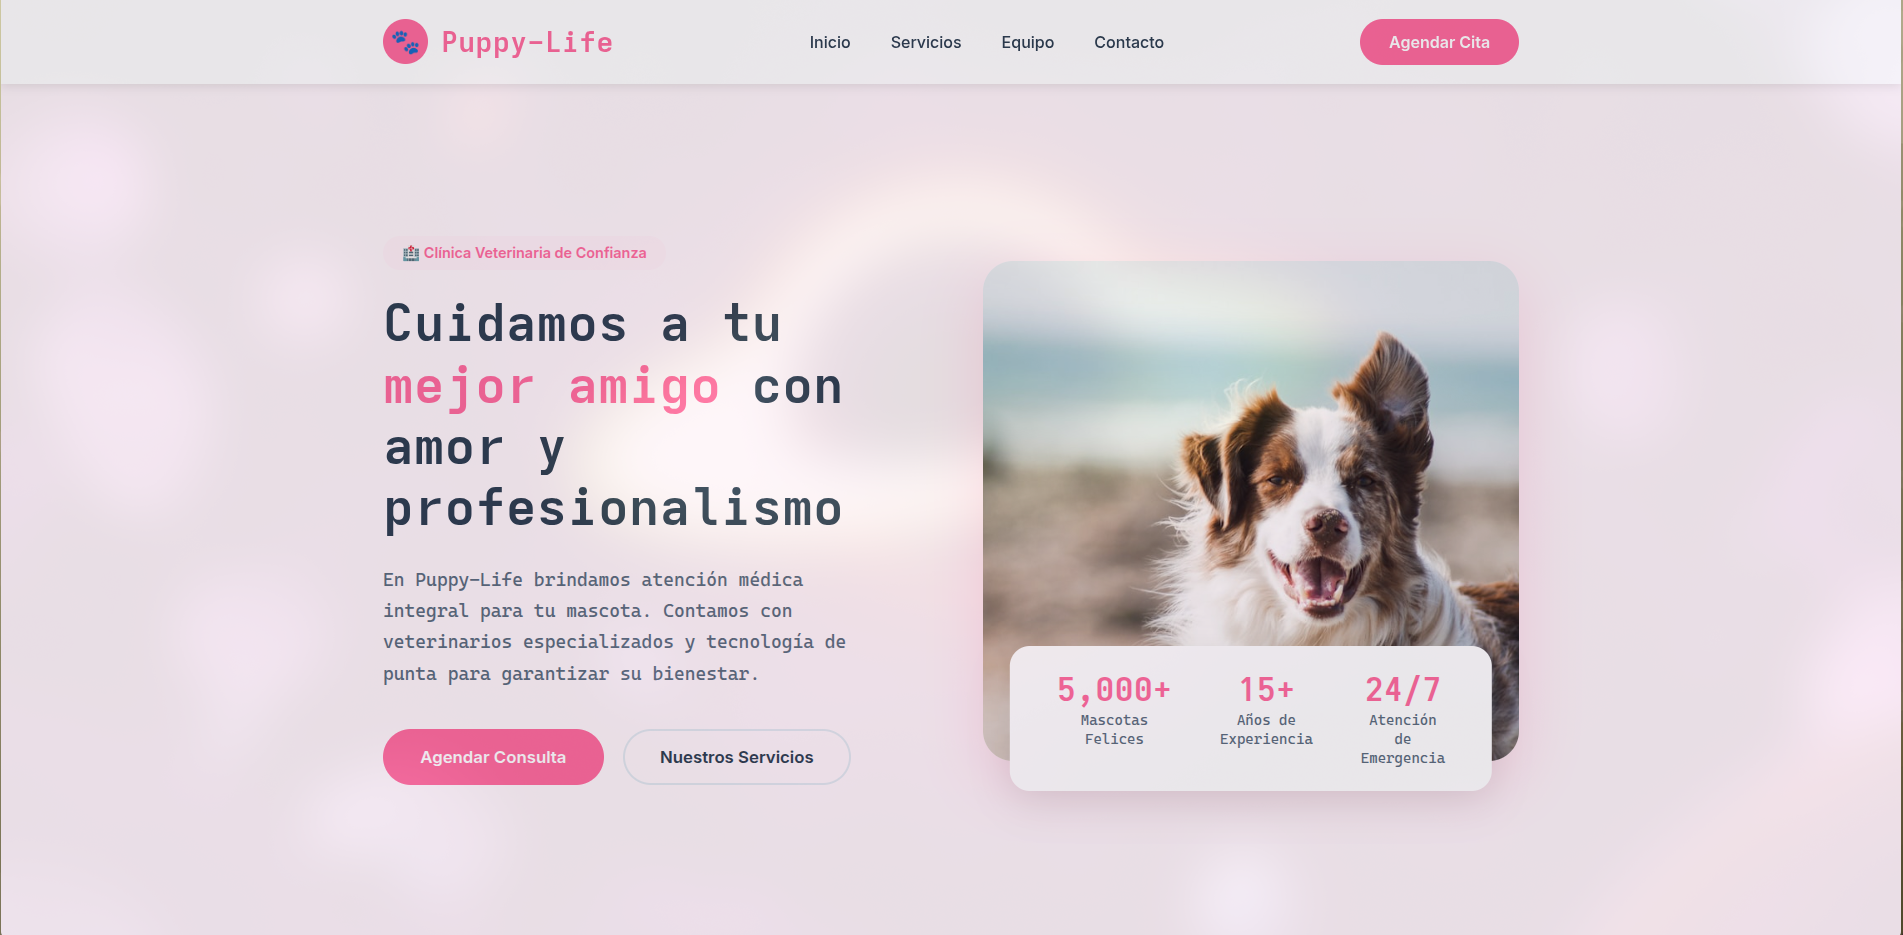 Puppy-Life
Inicio
Servicios
Equipo
Contacto
Agendar Cita
Clínica Veterinaria de Confianza
Cuidamos a tu
mejor amigo con
amor y
profesionalismo
En Puppy-Life brindamos atención médica
integral para tu mascota. Contamos con
veterinarios especializados y tecnología de
punta para garantizar su bienestar.
Agendar Consulta
Nuestros Servicios
5,000+
Mascotas
Felices
15+
Años de
Experiencia
24/7
Atención
de
Emergencia